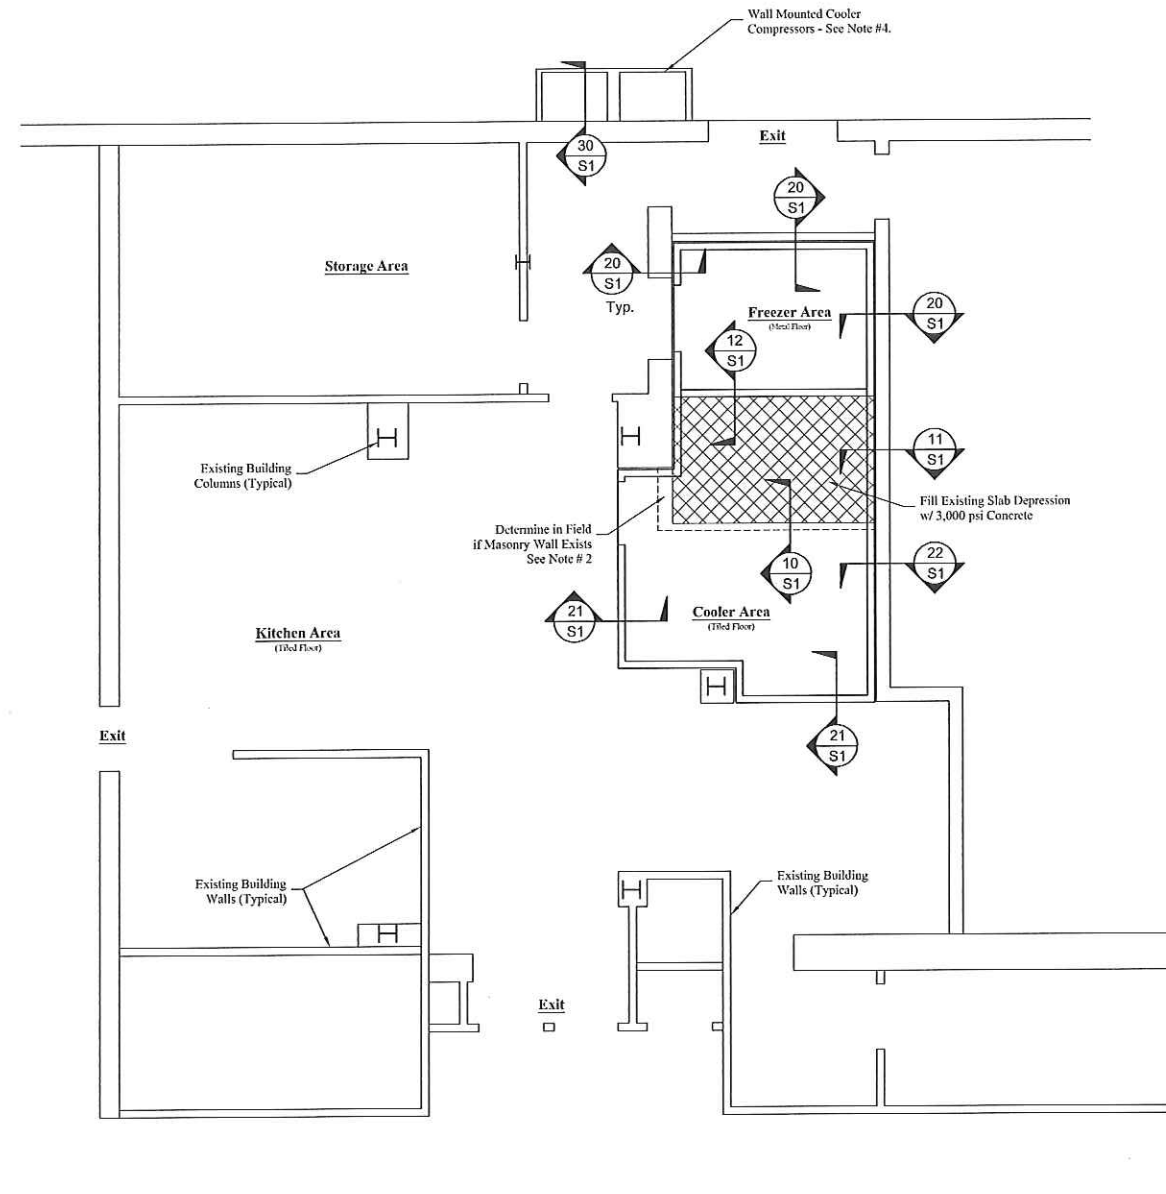 Wall Mounted Cooler
Compressors - See Note #4.
Exit
30
S1
20
S1
Storage Area
20
S1
Typ.
Freezer Area
(Metal Floor)
20
S1
12
S1
11
S1
Existing Building
Columns (Typical)
Fill Existing Slab Depression
w/ 3,000 psi Concrete
Determine in Field
if Masonry Wall Exists
See Note # 2
10
S1
22
S1
21
S1
Cooler Area
(Tiled Floor)
Kitchen Area
(Tiled Floor)
Exit
21
S1
Existing Building
Walls (Typical)
Existing Building
Walls (Typical)
Exit